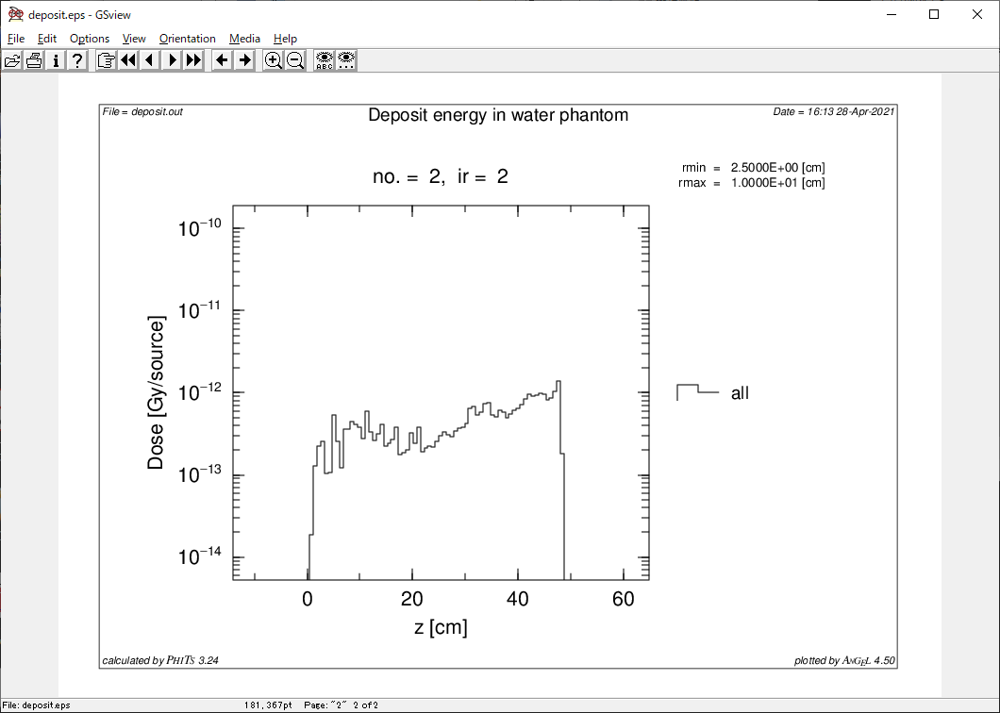 deposit.eps - GSview
File Edit Options View Orientation Media Help
File = deposit.out
Deposit energy in water phantom
Date = 16:13 28-Apr-2021
no. = 2, ir = 2
rmin = 2.5000E+00 [cm]
rmax = 1.0000E+01 [cm]
10⁻¹⁰
10⁻¹¹
10⁻¹²
10⁻¹³
10⁻¹⁴
Dose [Gy/source]
all
0 20 40 60
z [cm]
calculated by PHITS 3.24
plotted by ANGEL 4.50
File: deposit.eps 181, 367pt Page: "2" 2 of 2